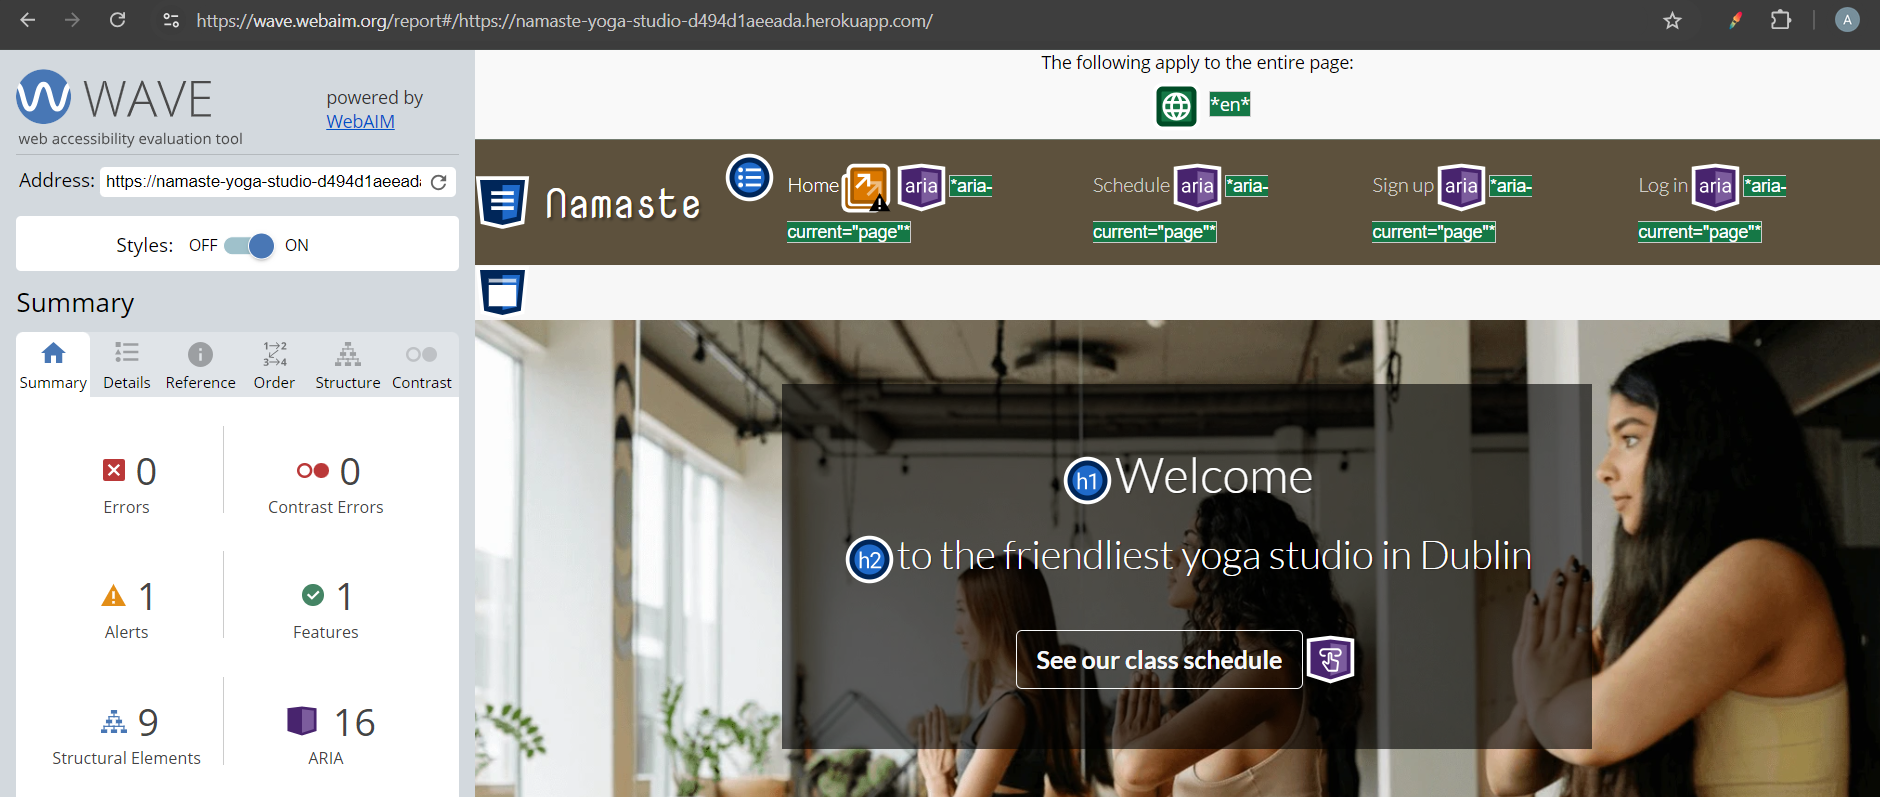 https://wave.webaim.org/report#/https://namaste-yoga-studio-d494d1aeeada.herokuapp.com/
A
WAVE
web accessibility evaluation tool
powered by
WebAIM
Address: https://namaste-yoga-studio-d494d1aeead
Styles: OFF ON
Summary
Summary Details Reference Order Structure Contrast
0
Errors
0
Contrast Errors
1
Alerts
1
Features
9
Structural Elements
16
ARIA
The following apply to the entire page:
*en*
Namaste
Home aria *aria-
current="page"*
Schedule aria *aria-
current="page"*
Sign up aria *aria-
current="page"*
Log in aria *aria-
current="page"*
h1 Welcome
h2 to the friendliest yoga studio in Dublin
See our class schedule